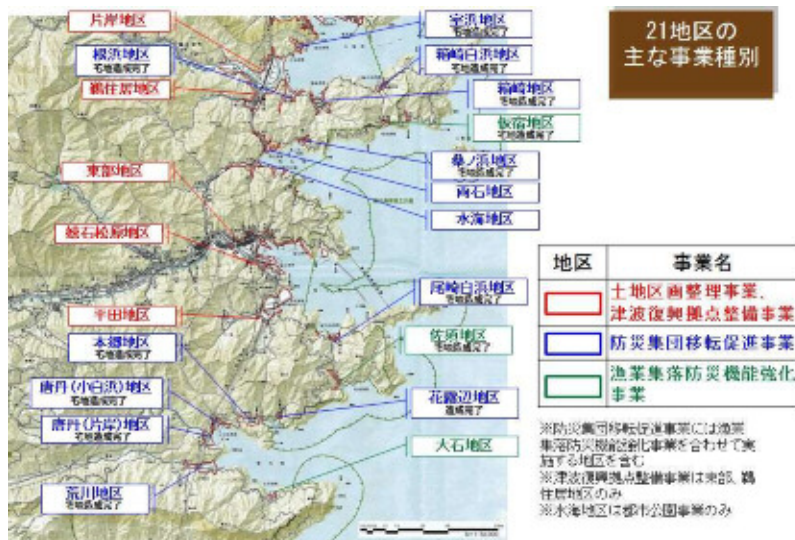 21地区の
主な事業種別
片岸地区
室浜地区
宅地造成完了
根浜地区
宅地造成完了
箱崎白浜地区
宅地造成完了
鵜住居地区
箱崎地区
宅地造成完了
仮宿地区
宅地造成完了
桑ノ浜地区
宅地造成完了
東部地区
両石地区
水海地区
嬉石松原地区
尾崎白浜地区
宅地造成完了
平田地区
佐須地区
宅地造成完了
本郷地区
宅地造成完了
唐丹(小白浜)地区
宅地造成完了
花露辺地区
造成完了
唐丹(片岸)地区
宅地造成完了
大石地区
荒川地区
宅地造成完了
地区 事業名
土地区画整理事業、
津波復興拠点整備事業
防災集団移転促進事業
漁業集落防災機能強化
事業
※防災集団移転促進事業には漁業
集落防災機能強化事業を合わせて実
施する地区を含む
※津波復興拠点整備事業は東部、鵜
住居地区のみ
※水海地区は都市公園事業のみ